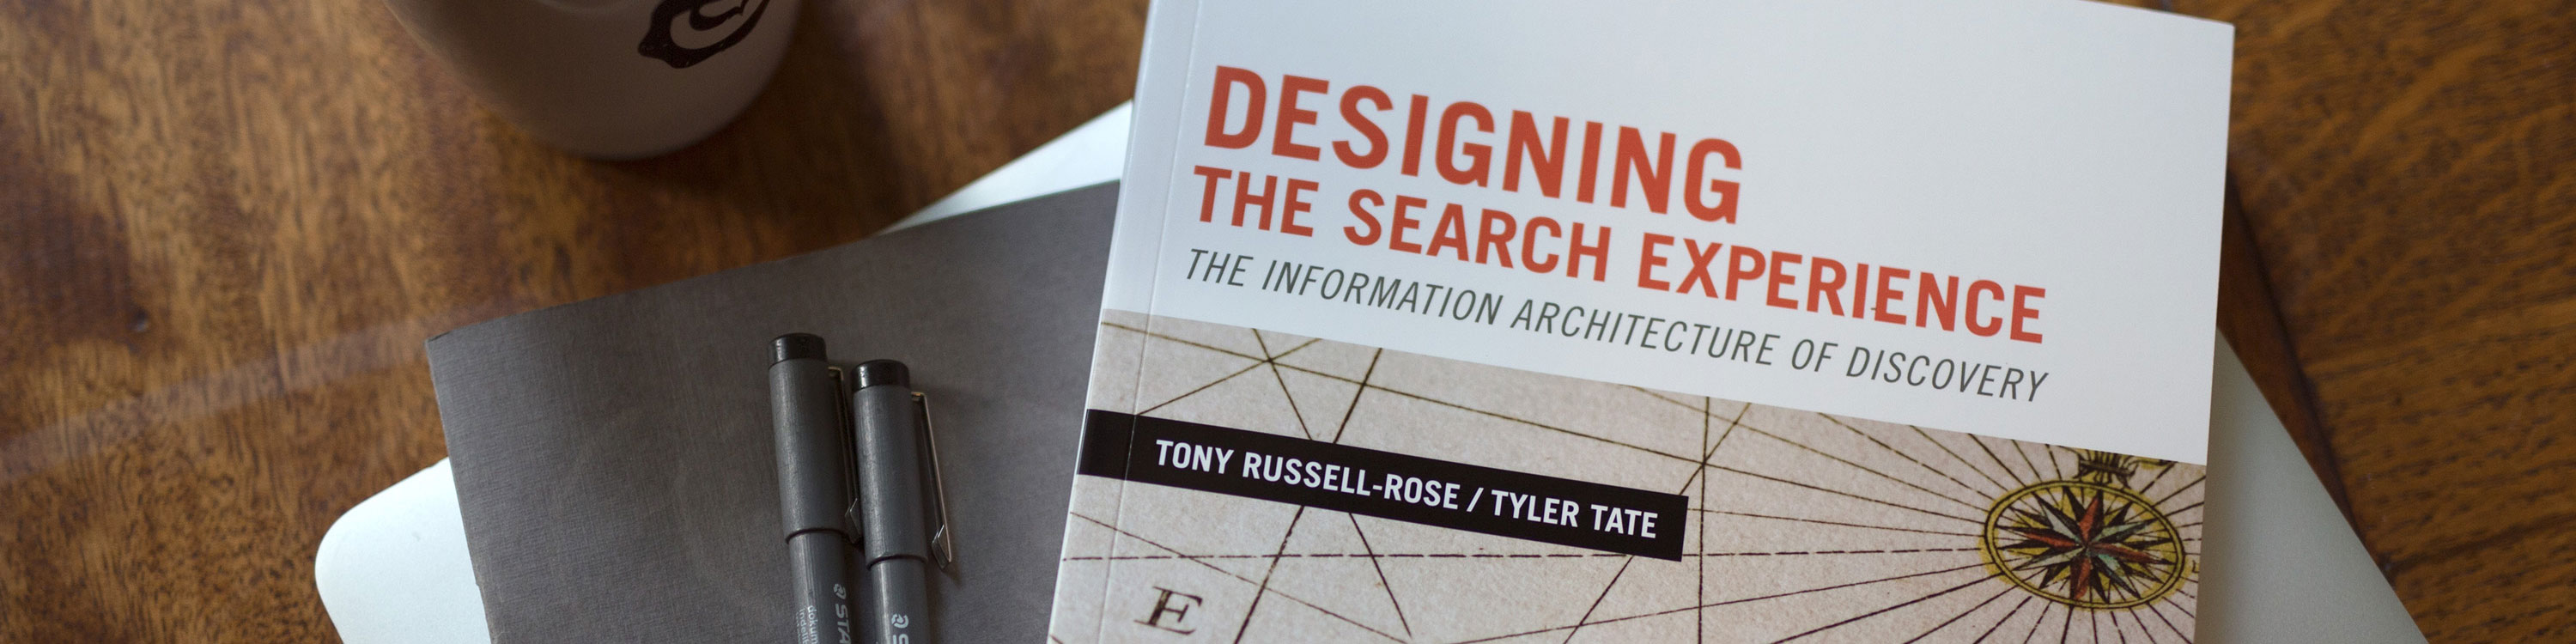 DESIGNING
THE SEARCH EXPERIENCE
THE INFORMATION ARCHITECTURE OF DISCOVERY
TONY RUSSELL-ROSE / TYLER TATE
E